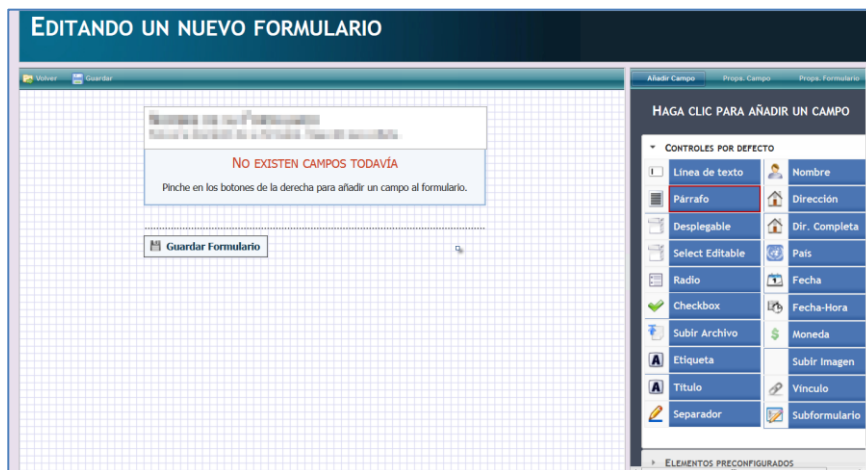 EDITANDO UN NUEVO FORMULARIO
Volver Guardar
Añadir Campo Props. Campo Props. Formulario
NO EXISTEN CAMPOS TODAVÍA
Pinche en los botones de la derecha para añadir un campo al formulario.
Guardar Formulario
HAGA CLIC PARA AÑADIR UN CAMPO
CONTROLES POR DEFECTO
Línea de texto Nombre
Párrafo Dirección
Desplegable Dir. Completa
Select Editable País
Radio Fecha
Checkbox Fecha-Hora
Subir Archivo Moneda
Etiqueta Subir Imagen
Título Vínculo
Separador Subformulario
ELEMENTOS PRECONFIGURADOS